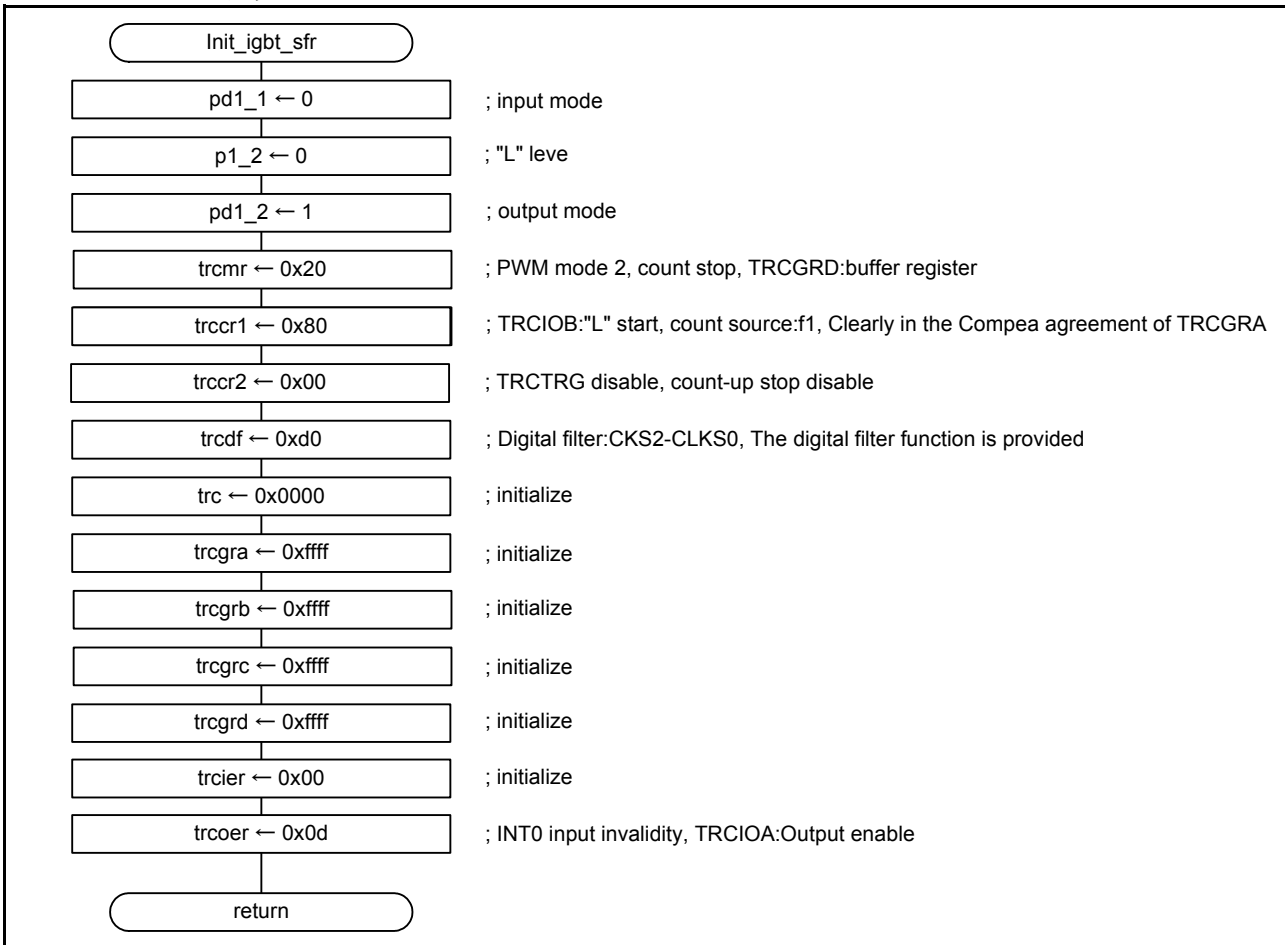 Init_igbt_sfr
pd1_1 ← 0 ; input mode
p1_2 ← 0 ; "L" leve
pd1_2 ← 1 ; output mode
trcmr ← 0x20 ; PWM mode 2, count stop, TRCGRD:buffer register
trccr1 ← 0x80 ; TRCIOB:"L" start, count source:f1, Clearly in the Compea agreement of TRCGRA
trccr2 ← 0x00 ; TRCTRG disable, count-up stop disable
trcdf ← 0xd0 ; Digital filter:CKS2-CLKS0, The digital filter function is provided
trc ← 0x0000 ; initialize
trcgra ← 0xffff ; initialize
trcgrb ← 0xffff ; initialize
trcgrc ← 0xffff ; initialize
trcgrd ← 0xffff ; initialize
trcier ← 0x00 ; initialize
trcoer ← 0x0d ; INT0 input invalidity, TRCIOA:Output enable
return